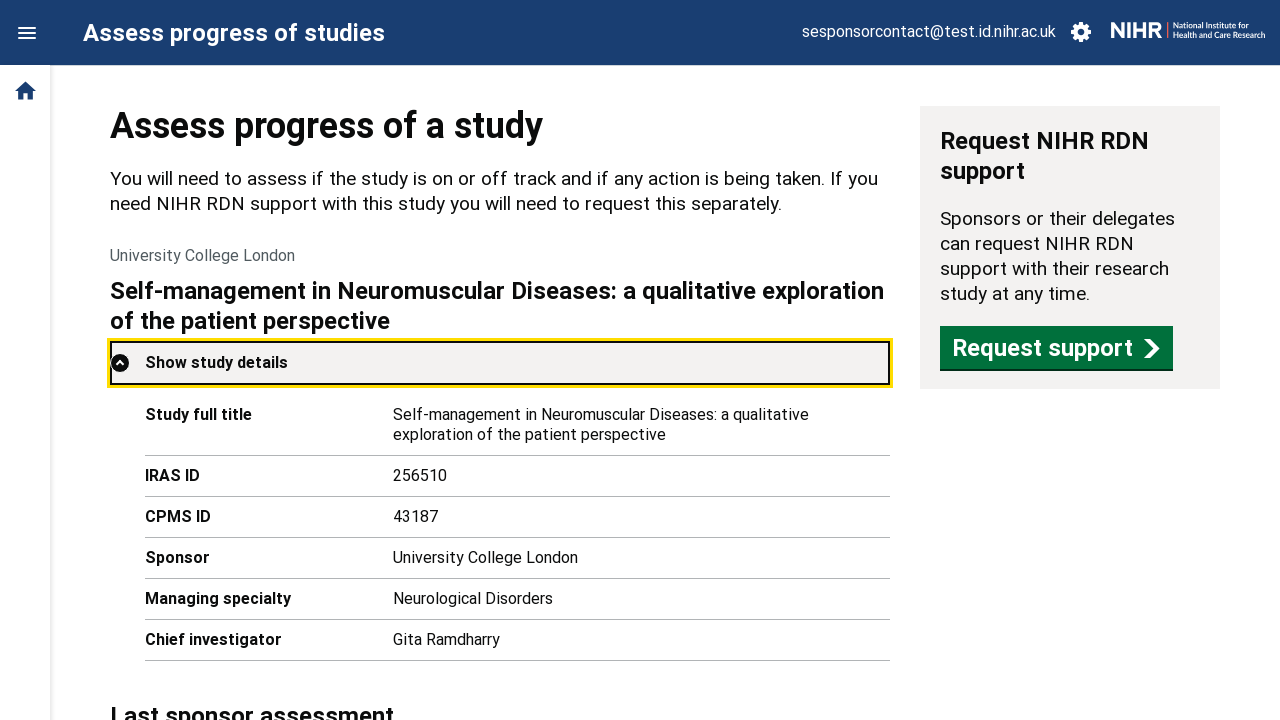 Assess progress of studies
sesponsorcontact@test.id.nihr.ac.uk
NIHR | National Institute for
Health and Care Research
Assess progress of a study
You will need to assess if the study is on or off track and if any action is being taken. If you
need NIHR RDN support with this study you will need to request this separately.
University College London
Self-management in Neuromuscular Diseases: a qualitative exploration
of the patient perspective
Show study details
Study full title
Self-management in Neuromuscular Diseases: a qualitative
exploration of the patient perspective
IRAS ID
256510
CPMS ID
43187
Sponsor
University College London
Managing specialty
Neurological Disorders
Chief investigator
Gita Ramdharry
Last sponsor assessment
Request NIHR RDN
support
Sponsors or their delegates
can request NIHR RDN
support with their research
study at any time.
Request support